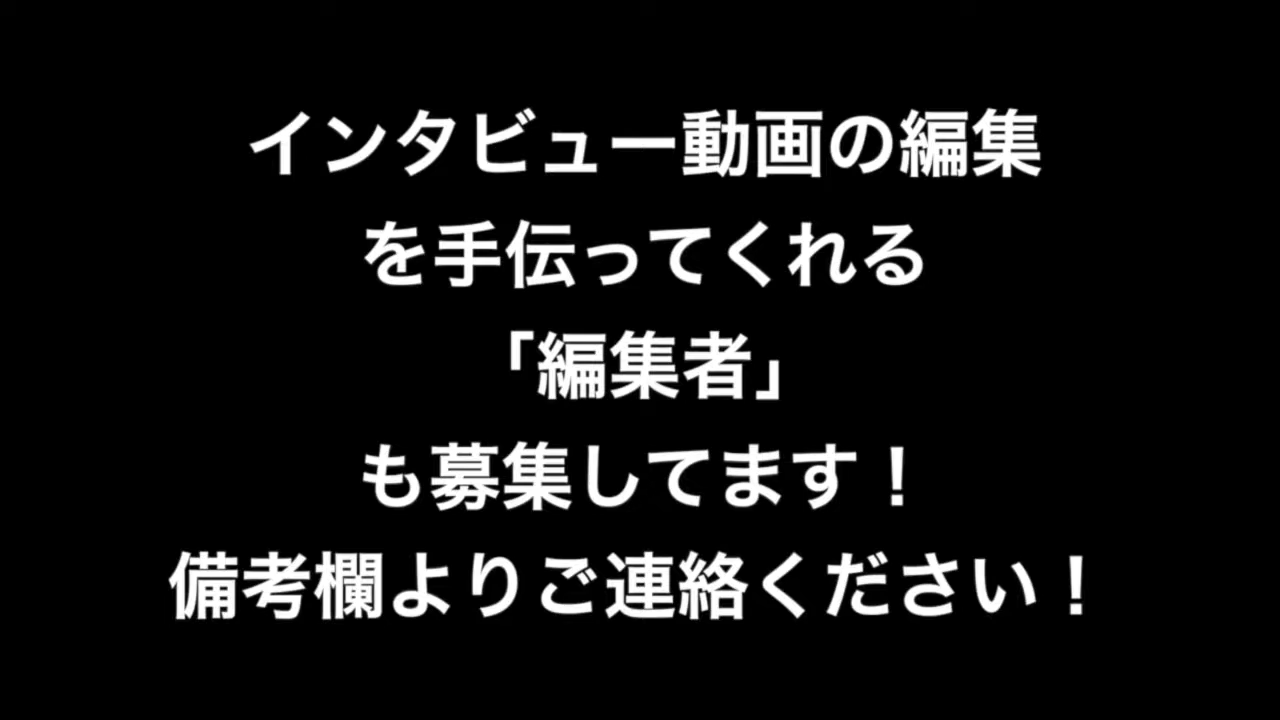 インタビュー動画の編集
を手伝ってくれる
「編集者」
も募集してます！
備考欄よりご連絡ください！